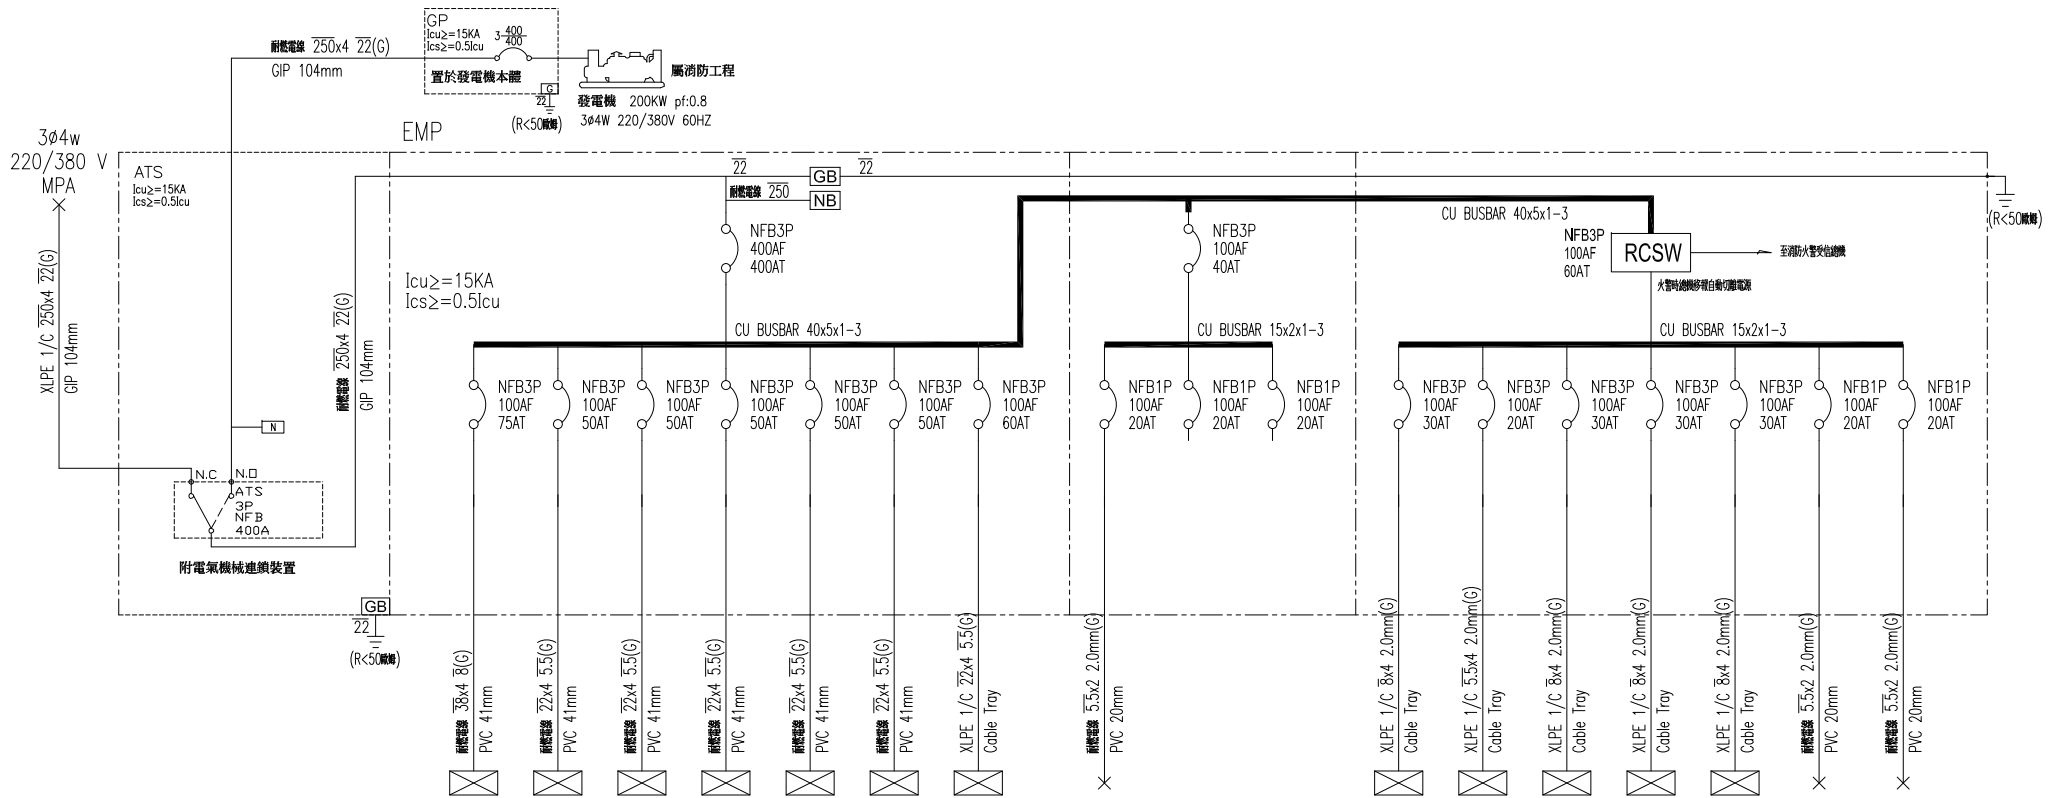 GP
Icu≥=15KA
Ics≥=0.5Icu
3-400/400
置於發電機本體
G
22
(R<50歐姆)
耐燃電線 250x4 22(G)
GIP 104mm
屬消防工程
發電機 200KW pf:0.8
3ø4W 220/380V 60HZ
EMP
3ø4w
220/380 V
MPA
XLPE 1/C 250x4 22(G)
GIP 104mm
ATS
Icu≥=15KA
Ics≥=0.5Icu
N
N.C
N.O
ATS
3P
NFB
400A
附電氣機械連鎖裝置
耐燃電線 250x4 22(G)
GIP 104mm
GB
22
(R<50歐姆)
22
GB
22
耐燃電線 250
NB
(R<50歐姆)
Icu≥=15KA
Ics≥=0.5Icu
NFB3P
400AF
400AT
CU BUSBAR 40x5x1-3
NFB3P
100AF
75AT
NFB3P
100AF
50AT
NFB3P
100AF
50AT
NFB3P
100AF
50AT
NFB3P
100AF
50AT
NFB3P
100AF
50AT
NFB3P
100AF
60AT
耐燃電線 38x4 8(G)
PVC 41mm
耐燃電線 22x4 5.5(G)
PVC 41mm
耐燃電線 22x4 5.5(G)
PVC 41mm
耐燃電線 22x4 5.5(G)
PVC 41mm
耐燃電線 22x4 5.5(G)
PVC 41mm
耐燃電線 22x4 5.5(G)
PVC 41mm
XLPE 1/C 22x4 5.5(G)
Cable Tray
NFB3P
100AF
40AT
CU BUSBAR 15x2x1-3
NFB1P
100AF
20AT
NFB1P
100AF
20AT
NFB1P
100AF
20AT
耐燃電線 5.5x2 2.0mm(G)
PVC 20mm
CU BUSBAR 40x5x1-3
NFB3P
100AF
60AT
RCSW
至消防火警受信總機
火警時總機移報自動切離電源
CU BUSBAR 15x2x1-3
NFB3P
100AF
30AT
NFB3P
100AF
20AT
NFB3P
100AF
30AT
NFB3P
100AF
30AT
NFB3P
100AF
30AT
NFB1P
100AF
20AT
NFB1P
100AF
20AT
XLPE 1/C 8x4 2.0mm(G)
Cable Tray
XLPE 1/C 5.5x4 2.0mm(G)
Cable Tray
XLPE 1/C 8x4 2.0mm(G)
Cable Tray
XLPE 1/C 8x4 2.0mm(G)
Cable Tray
XLPE 1/C 8x4 2.0mm(G)
Cable Tray
耐燃電線 5.5x2 2.0mm(G)
PVC 20mm
耐燃電線 5.5x2 2.0mm(G)
PVC 20mm